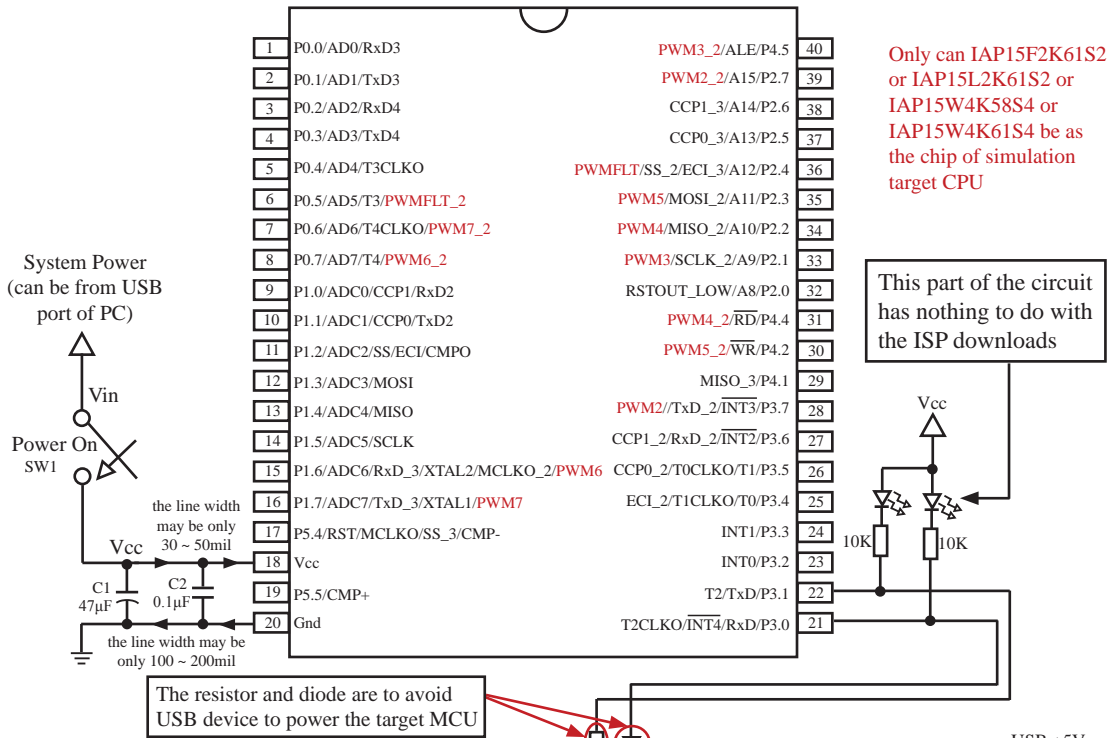 1 P0.0/AD0/RxD3
2 P0.1/AD1/TxD3
3 P0.2/AD2/RxD4
4 P0.3/AD3/TxD4
5 P0.4/AD4/T3CLKO
6 P0.5/AD5/T3/PWMFLT_2
7 P0.6/AD6/T4CLKO/PWM7_2
8 P0.7/AD7/T4/PWM6_2
9 P1.0/ADC0/CCP1/RxD2
10 P1.1/ADC1/CCP0/TxD2
11 P1.2/ADC2/SS/ECI/CMPO
12 P1.3/ADC3/MOSI
13 P1.4/ADC4/MISO
14 P1.5/ADC5/SCLK
15 P1.6/ADC6/RxD_3/XTAL2/MCLKO_2/PWM6
16 P1.7/ADC7/TxD_3/XTAL1/PWM7
17 P5.4/RST/MCLKO/SS_3/CMP-
18 Vcc
19 P5.5/CMP+
20 Gnd
PWM3_2/ALE/P4.5 40
PWM2_2/A15/P2.7 39
CCP1_3/A14/P2.6 38
CCP0_3/A13/P2.5 37
PWMFLT/SS_2/ECI_3/A12/P2.4 36
PWM5/MOSI_2/A11/P2.3 35
PWM4/MISO_2/A10/P2.2 34
PWM3/SCLK_2/A9/P2.1 33
RSTOUT_LOW/A8/P2.0 32
PWM4_2/RD/P4.4 31
PWM5_2/WR/P4.2 30
MISO_3/P4.1 29
PWM2//TxD_2/INT3/P3.7 28
CCP1_2/RxD_2/INT2/P3.6 27
CCP0_2/T0CLKO/T1/P3.5 26
ECI_2/T1CLKO/T0/P3.4 25
INT1/P3.3 24
INT0/P3.2 23
T2/TxD/P3.1 22
T2CLKO/INT4/RxD/P3.0 21
Only can IAP15F2K61S2
or IAP15L2K61S2 or
IAP15W4K58S4 or
IAP15W4K61S4 be as
the chip of simulation
target CPU
System Power
(can be from USB
port of PC)
Vin
Power On
SW1
the line width
may be only
30 ~ 50mil
Vcc
C1
47μF
C2
0.1μF
the line width may be
only 100 ~ 200mil
This part of the circuit
has nothing to do with
the ISP downloads
Vcc
10K
10K
The resistor and diode are to avoid
USB device to power the target MCU